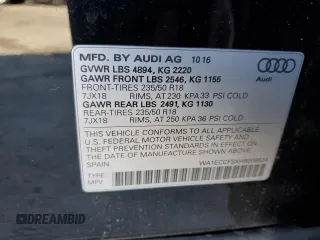 MFD. BY AUDI AG 10 16
GVWR LBS 4894, KG 2220
GAWR FRONT LBS 2546, KG 1155
FRONT-TIRES 235/50 R18
7JX18 RIMS, AT 230 KPA 33 PSI COLD
GAWR REAR LBS 2491, KG 1130
REAR-TIRES 235/50 R18
7JX18 RIMS, AT 250 KPA 36 PSI COLD
THIS VEHICLE CONFORMS TO ALL APPLICABLE
U.S. FEDERAL MOTOR VEHICLE SAFETY, BUMPER AND
THEFT PREVENTION STANDARDS IN EFFECT ON THE
DATE OF MANUFACTURE SHOWN ABOVE.
TYPE:
MPV
Audi
DREAMBID